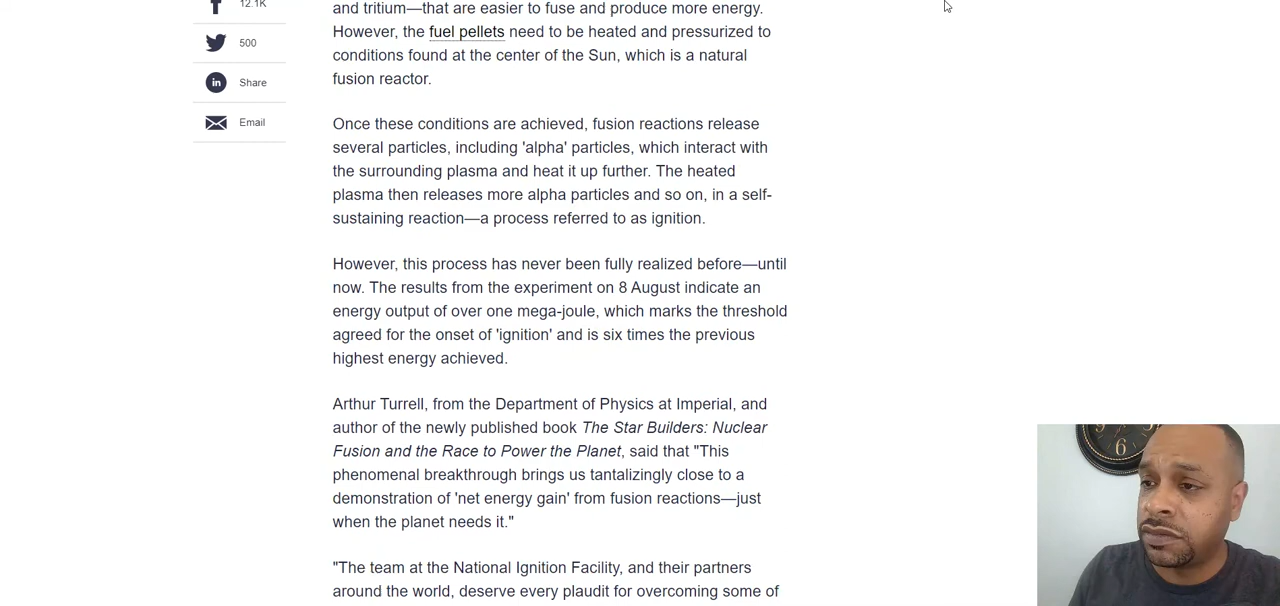 12.1K
500
Share
Email
and tritium—that are easier to fuse and produce more energy.
However, the fuel pellets need to be heated and pressurized to
conditions found at the center of the Sun, which is a natural
fusion reactor.
Once these conditions are achieved, fusion reactions release
several particles, including 'alpha' particles, which interact with
the surrounding plasma and heat it up further. The heated
plasma then releases more alpha particles and so on, in a self-
sustaining reaction—a process referred to as ignition.
However, this process has never been fully realized before—until
now. The results from the experiment on 8 August indicate an
energy output of over one mega-joule, which marks the threshold
agreed for the onset of 'ignition' and is six times the previous
highest energy achieved.
Arthur Turrell, from the Department of Physics at Imperial, and
author of the newly published book The Star Builders: Nuclear
Fusion and the Race to Power the Planet, said that "This
phenomenal breakthrough brings us tantalizingly close to a
demonstration of 'net energy gain' from fusion reactions—just
when the planet needs it."
"The team at the National Ignition Facility, and their partners
around the world, deserve every plaudit for overcoming some of
9 3
6